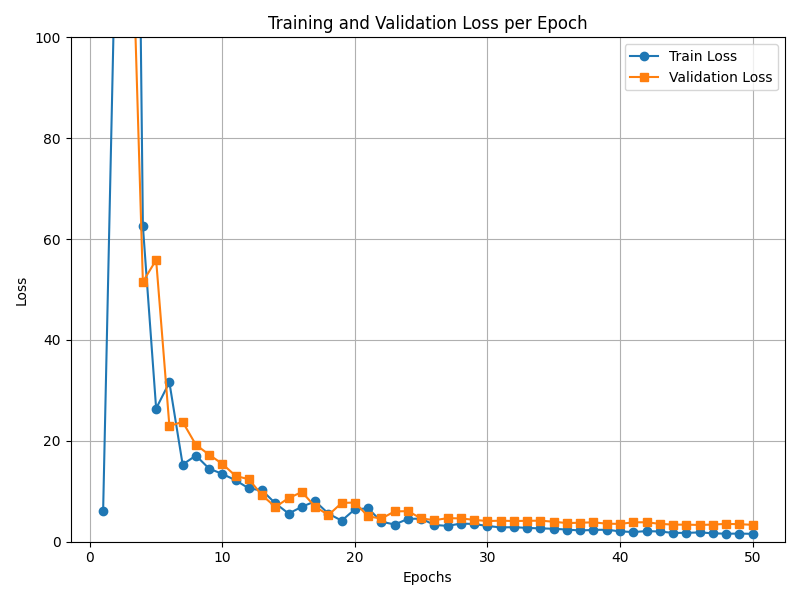 Training and Validation Loss per Epoch
Train Loss
Validation Loss
Loss
100
80
60
40
20
0
0 10 20 30 40 50
Epochs